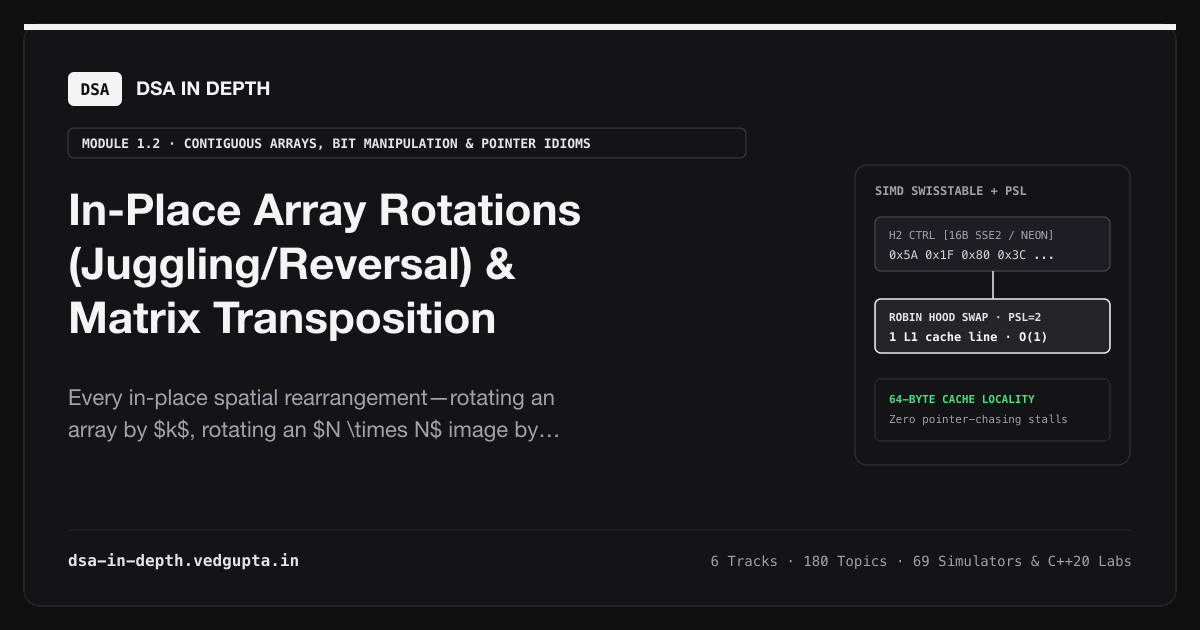 DSA DSA IN DEPTH
MODULE 1.2 · CONTIGUOUS ARRAYS, BIT MANIPULATION & POINTER IDIOMS
In-Place Array Rotations
(Juggling/Reversal) &
Matrix Transposition
Every in-place spatial rearrangement—rotating an
array by $k$, rotating an $N \times N$ image by…
SIMD SWISSTABLE + PSL
H2 CTRL [16B SSE2 / NEON]
0x5A 0x1F 0x80 0x3C ...
ROBIN HOOD SWAP · PSL=2
1 L1 cache line · O(1)
64-BYTE CACHE LOCALITY
Zero pointer-chasing stalls
dsa-in-depth.vedgupta.in
6 Tracks · 180 Topics · 69 Simulators & C++20 Labs